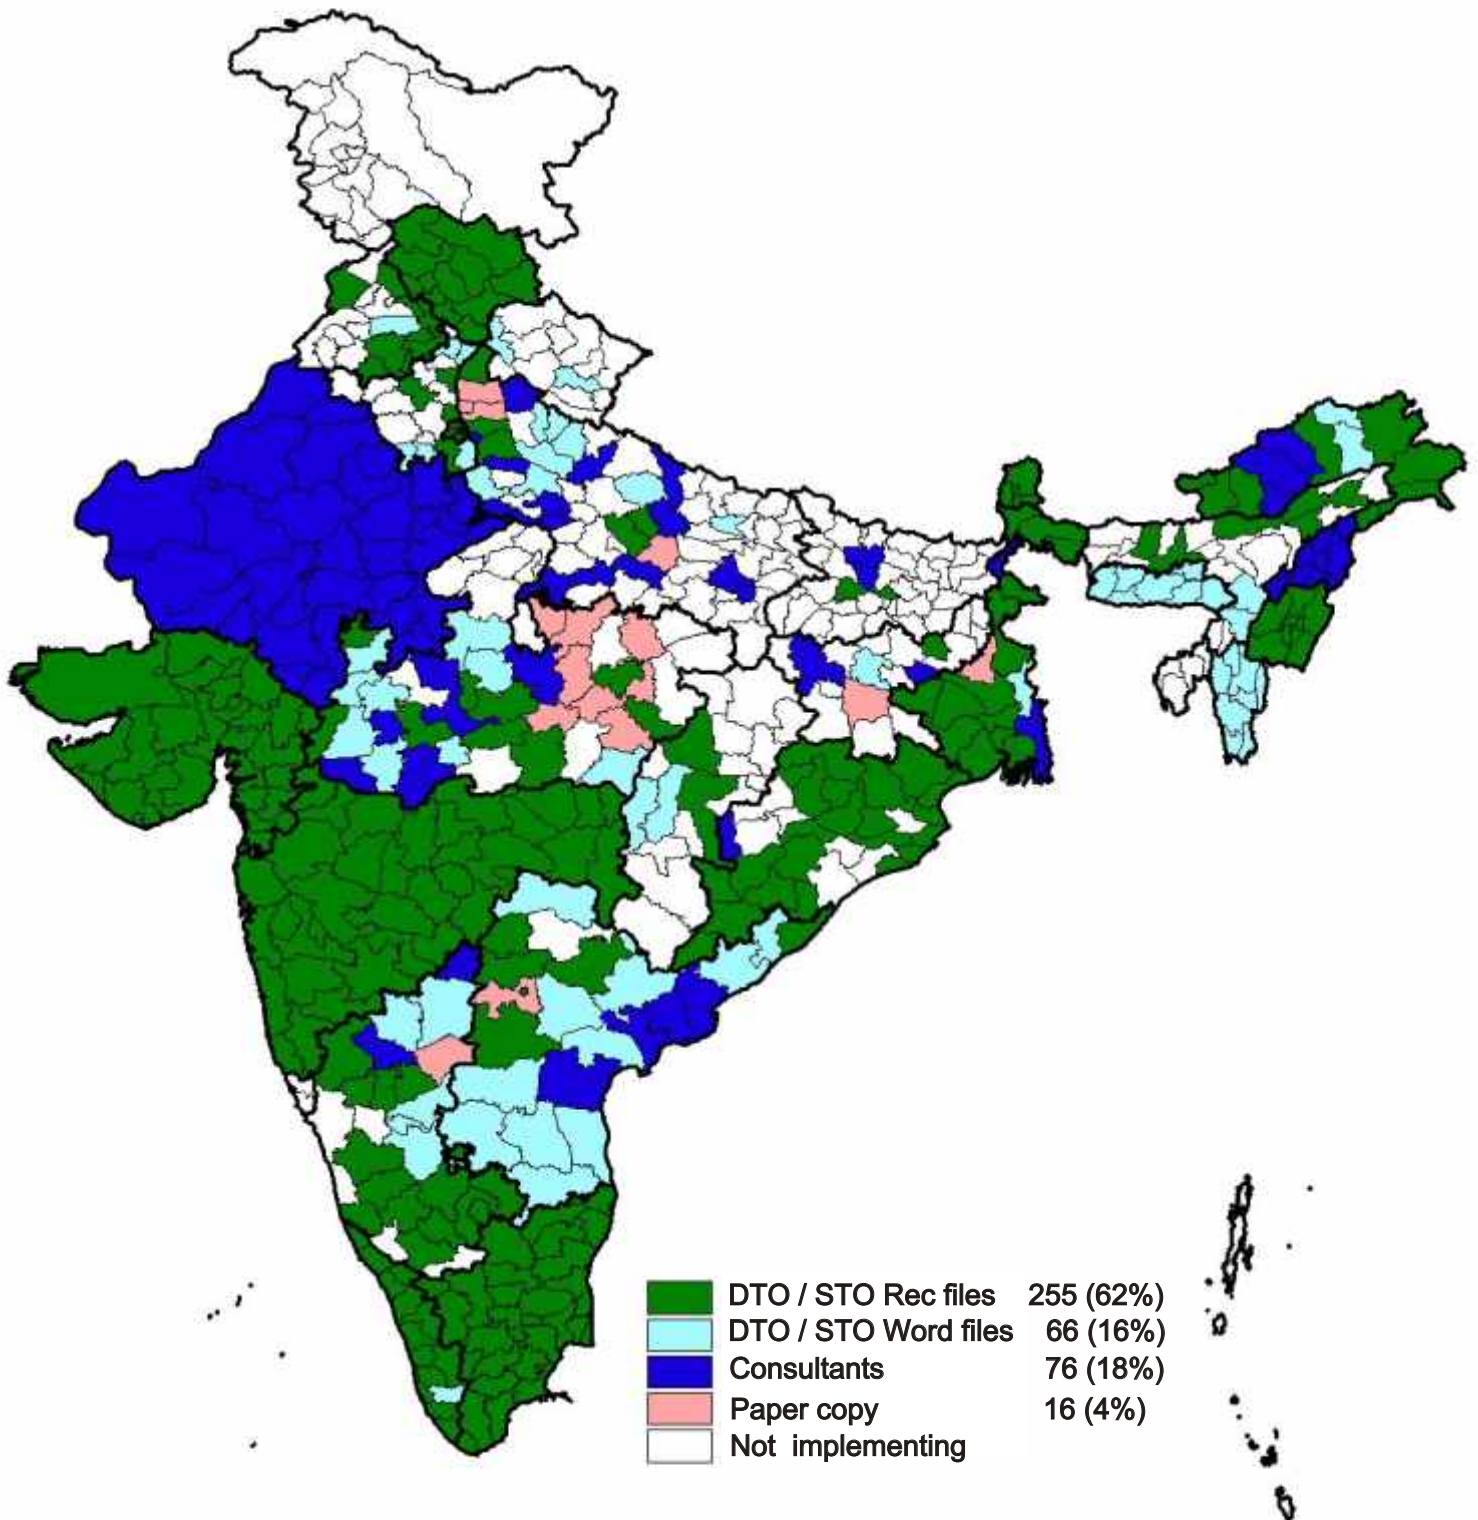 DTO / STO Rec files 255 (62%)
DTO / STO Word files 66 (16%)
Consultants 76 (18%)
Paper copy 16 (4%)
Not implementing